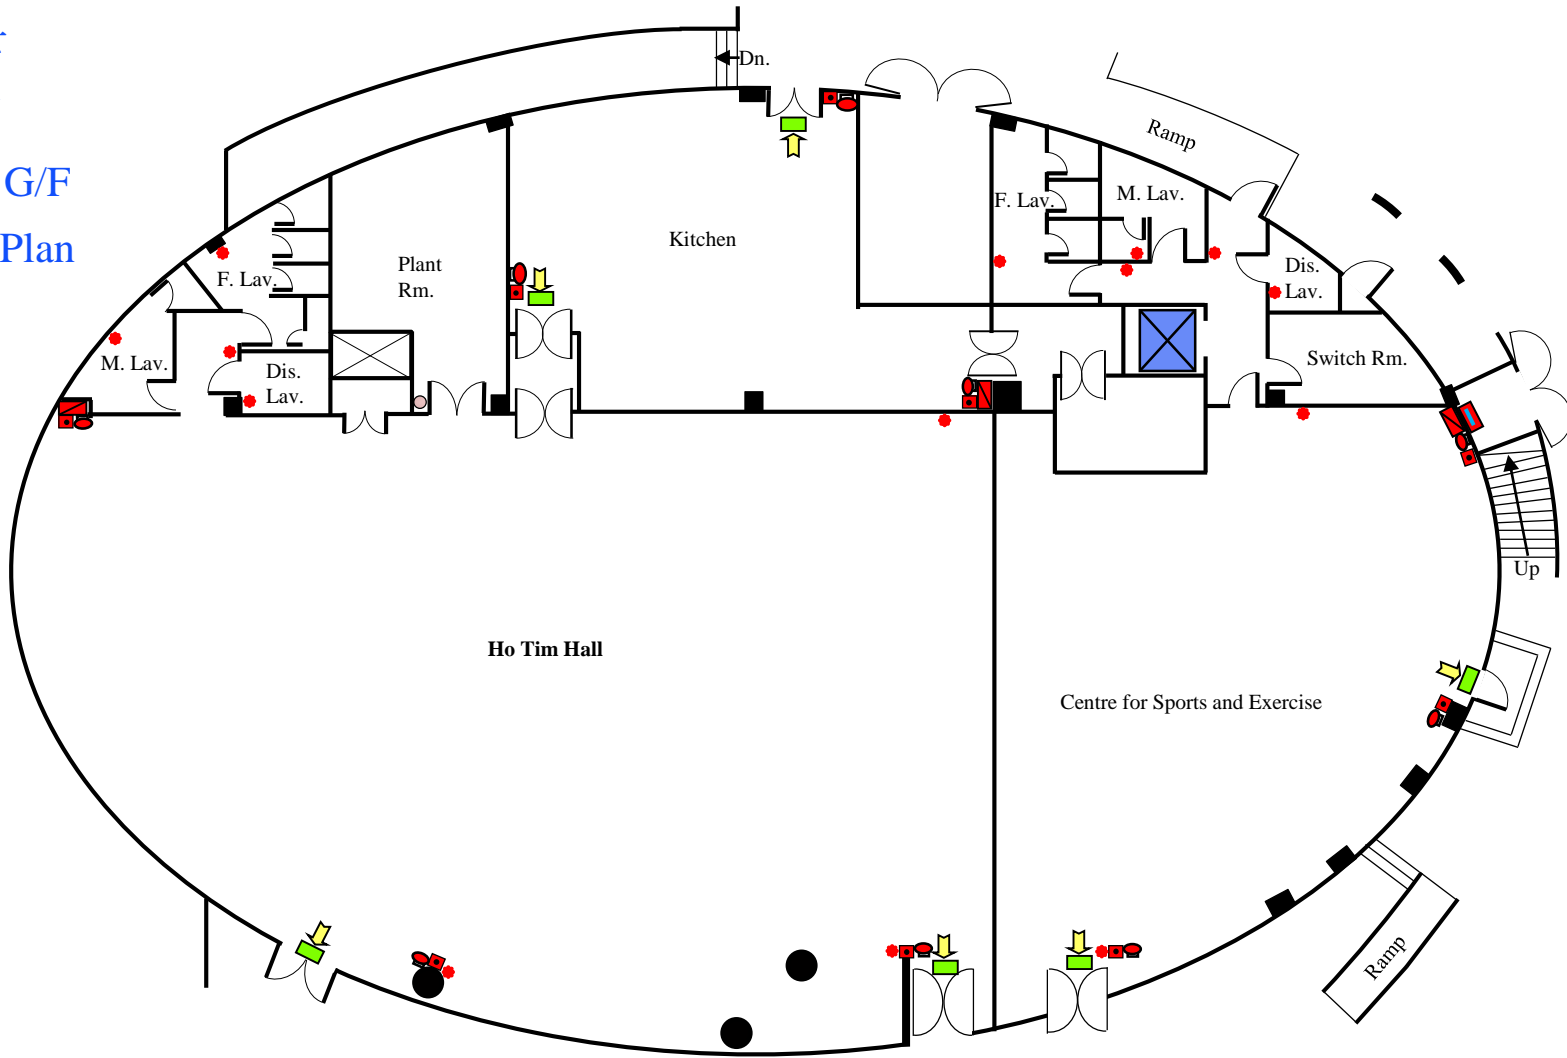 G/F
Plan
Dn.
Ramp
F. Lav.
M. Lav.
Kitchen
Plant
Rm.
F. Lav.
Dis.
Lav.
M. Lav.
Dis.
Lav.
Switch Rm.
Up
Ho Tim Hall
Centre for Sports and Exercise
Ramp